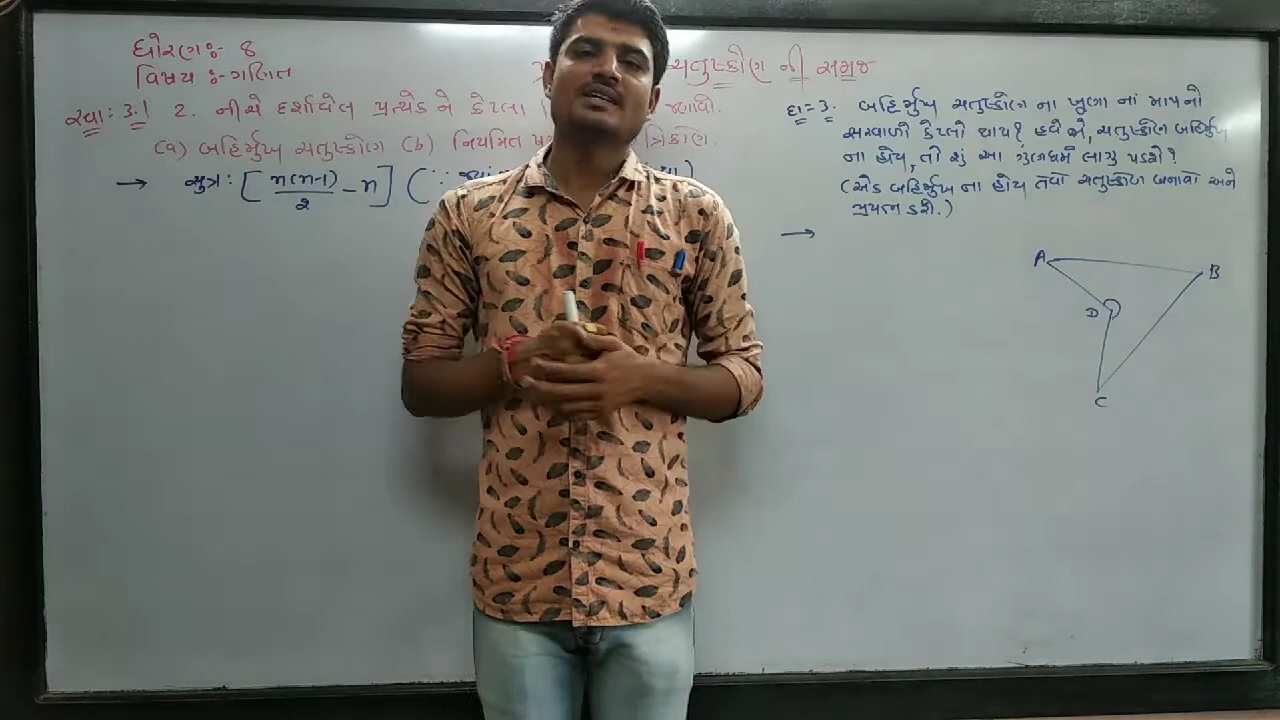 ધોરણ:- 8
વિષય :- ગણિત
ચતુષ્કોણ ની સમજ
સ્વા: 3.1 2. નીચે દર્શાવેલ પ્રત્યેક ને કેટલા જણાવો.
(a) બહિર્મુખ ચતુષ્કોણ (b) નિયમિત ત્રિકોણ.
→ સુત્ર: [n(n-1)/2 - n] (∵
દા= 3. બહિર્મુખ ચતુષ્કોણ ના ખુણા નાં માપનો
સરવાળો કેટલો થાય? હવે જો, ચતુષ્કોણ બહિર્મુખ
ના હોય, તો શું આ ગુણધર્મ લાગુ પડશે?
(એક બહિર્મુખ ના હોય તેવો ચતુષ્કોણ બનાવો અને
પ્રયત્ન કરો.)
→
A B
D
C